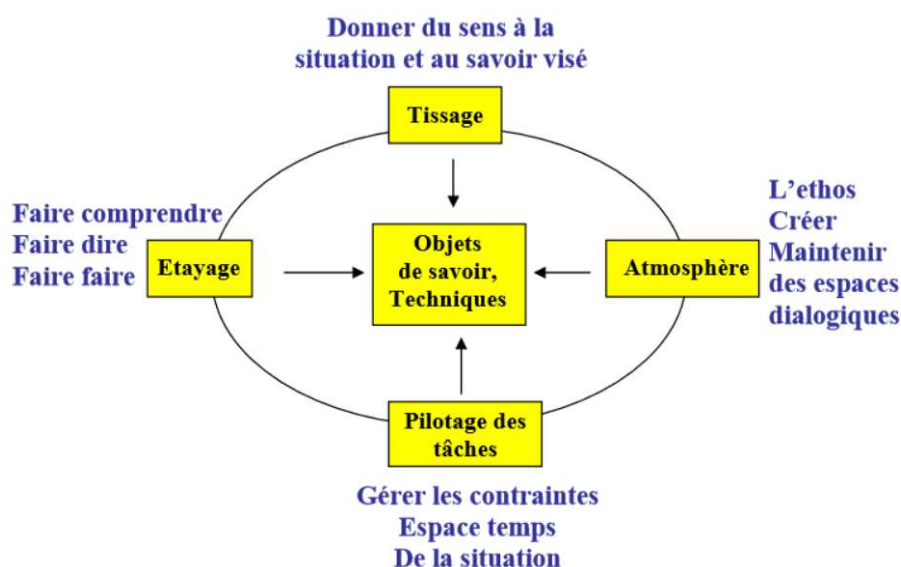 Donner du sens à la
situation et au savoir visé
Tissage
Faire comprendre
Faire dire
Faire faire
Etayage
Objets
de savoir,
Techniques
Atmosphère
L’ethos
Créer
Maintenir
des espaces
dialogiques
Pilotage des
tâches
Gérer les contraintes
Espace temps
De la situation